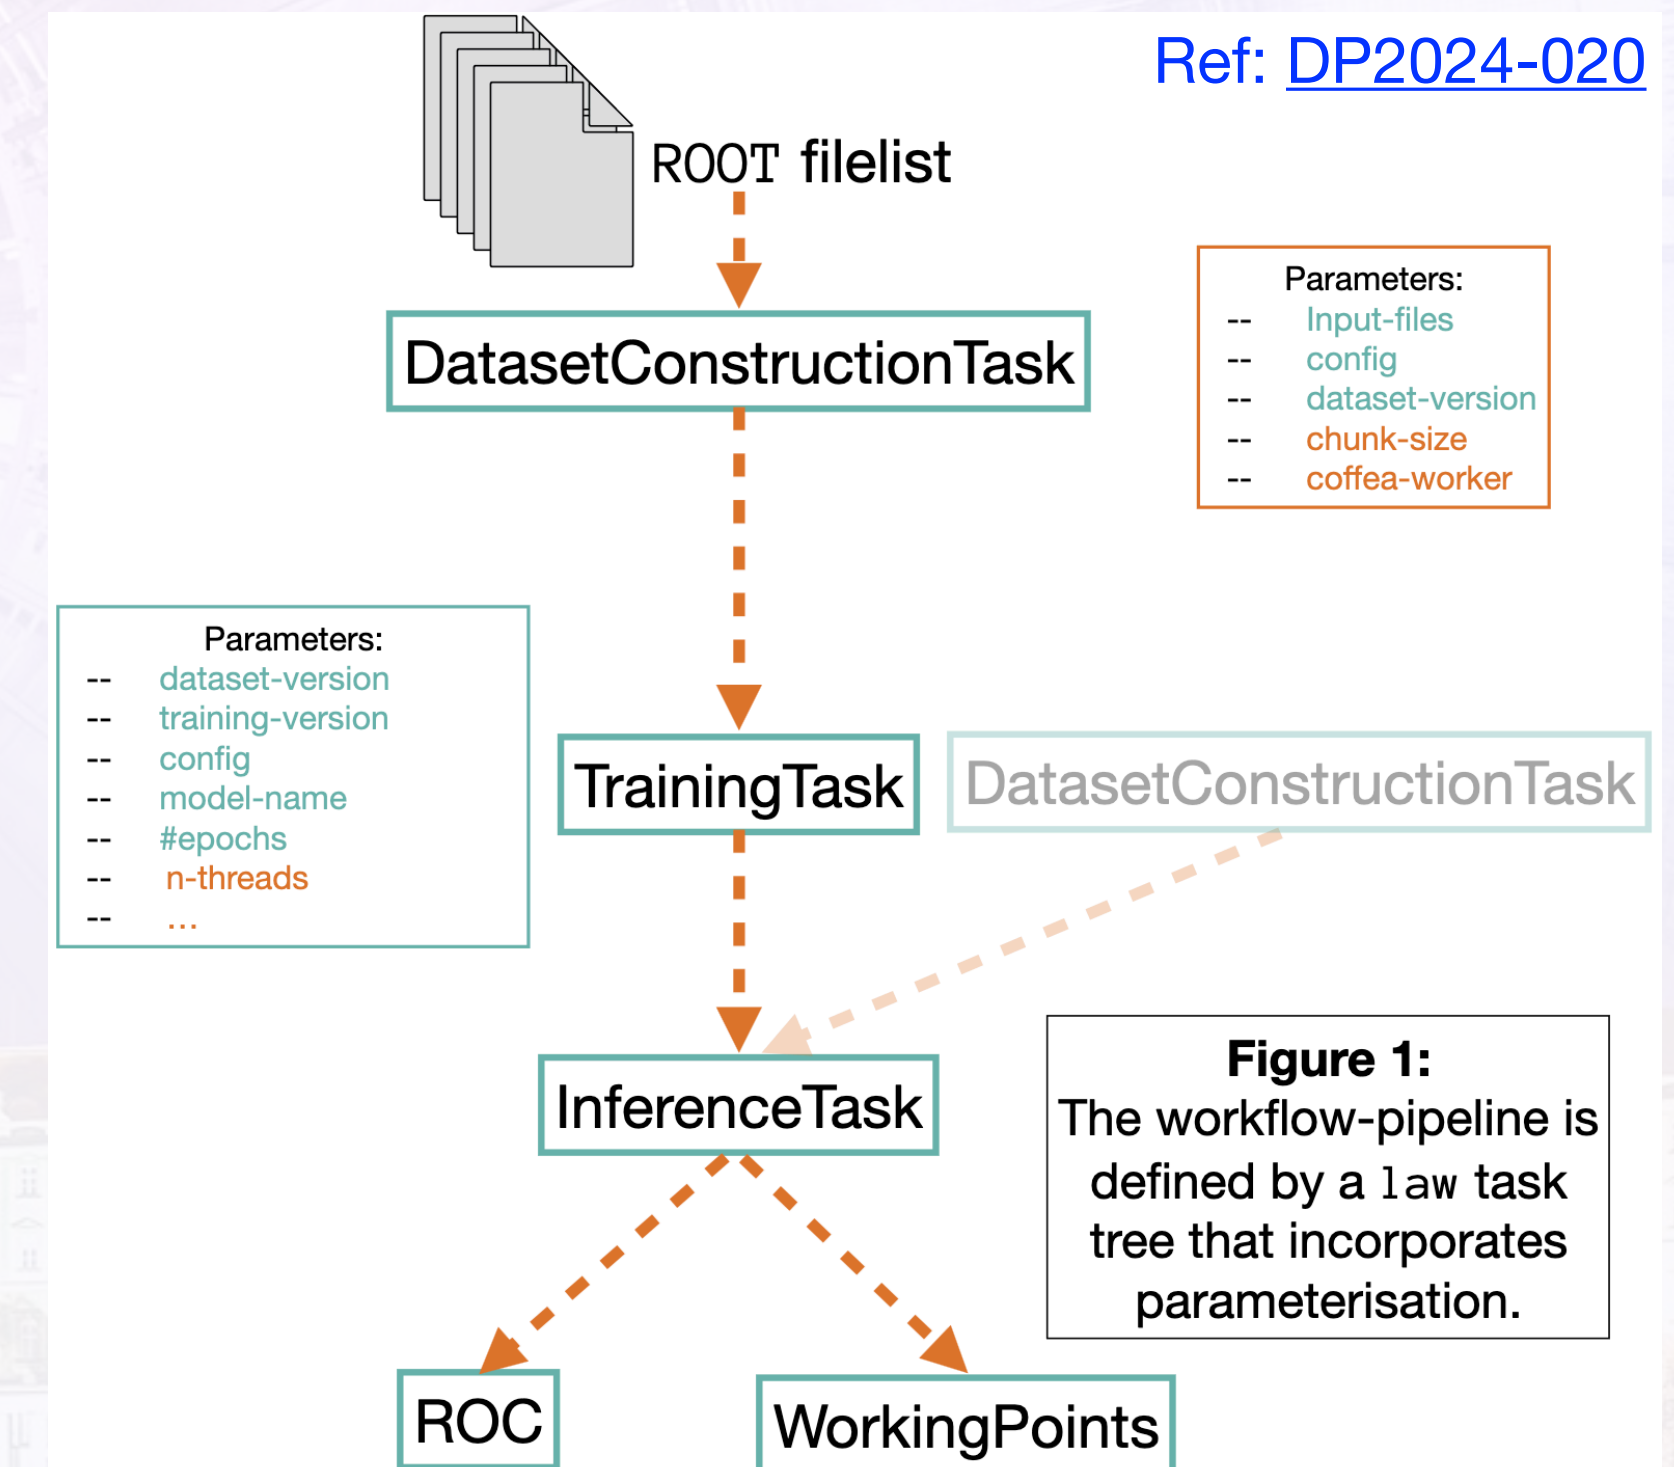 Ref: DP2024-020
ROOT filelist
DatasetConstructionTask
Parameters:
-- Input-files
-- config
-- dataset-version
-- chunk-size
-- coffea-worker
Parameters:
-- dataset-version
-- training-version
-- config
-- model-name
-- #epochs
-- n-threads
-- ...
TrainingTask
DatasetConstructionTask
InferenceTask
Figure 1:
The workflow-pipeline is
defined by a law task
tree that incorporates
parameterisation.
ROC
WorkingPoints